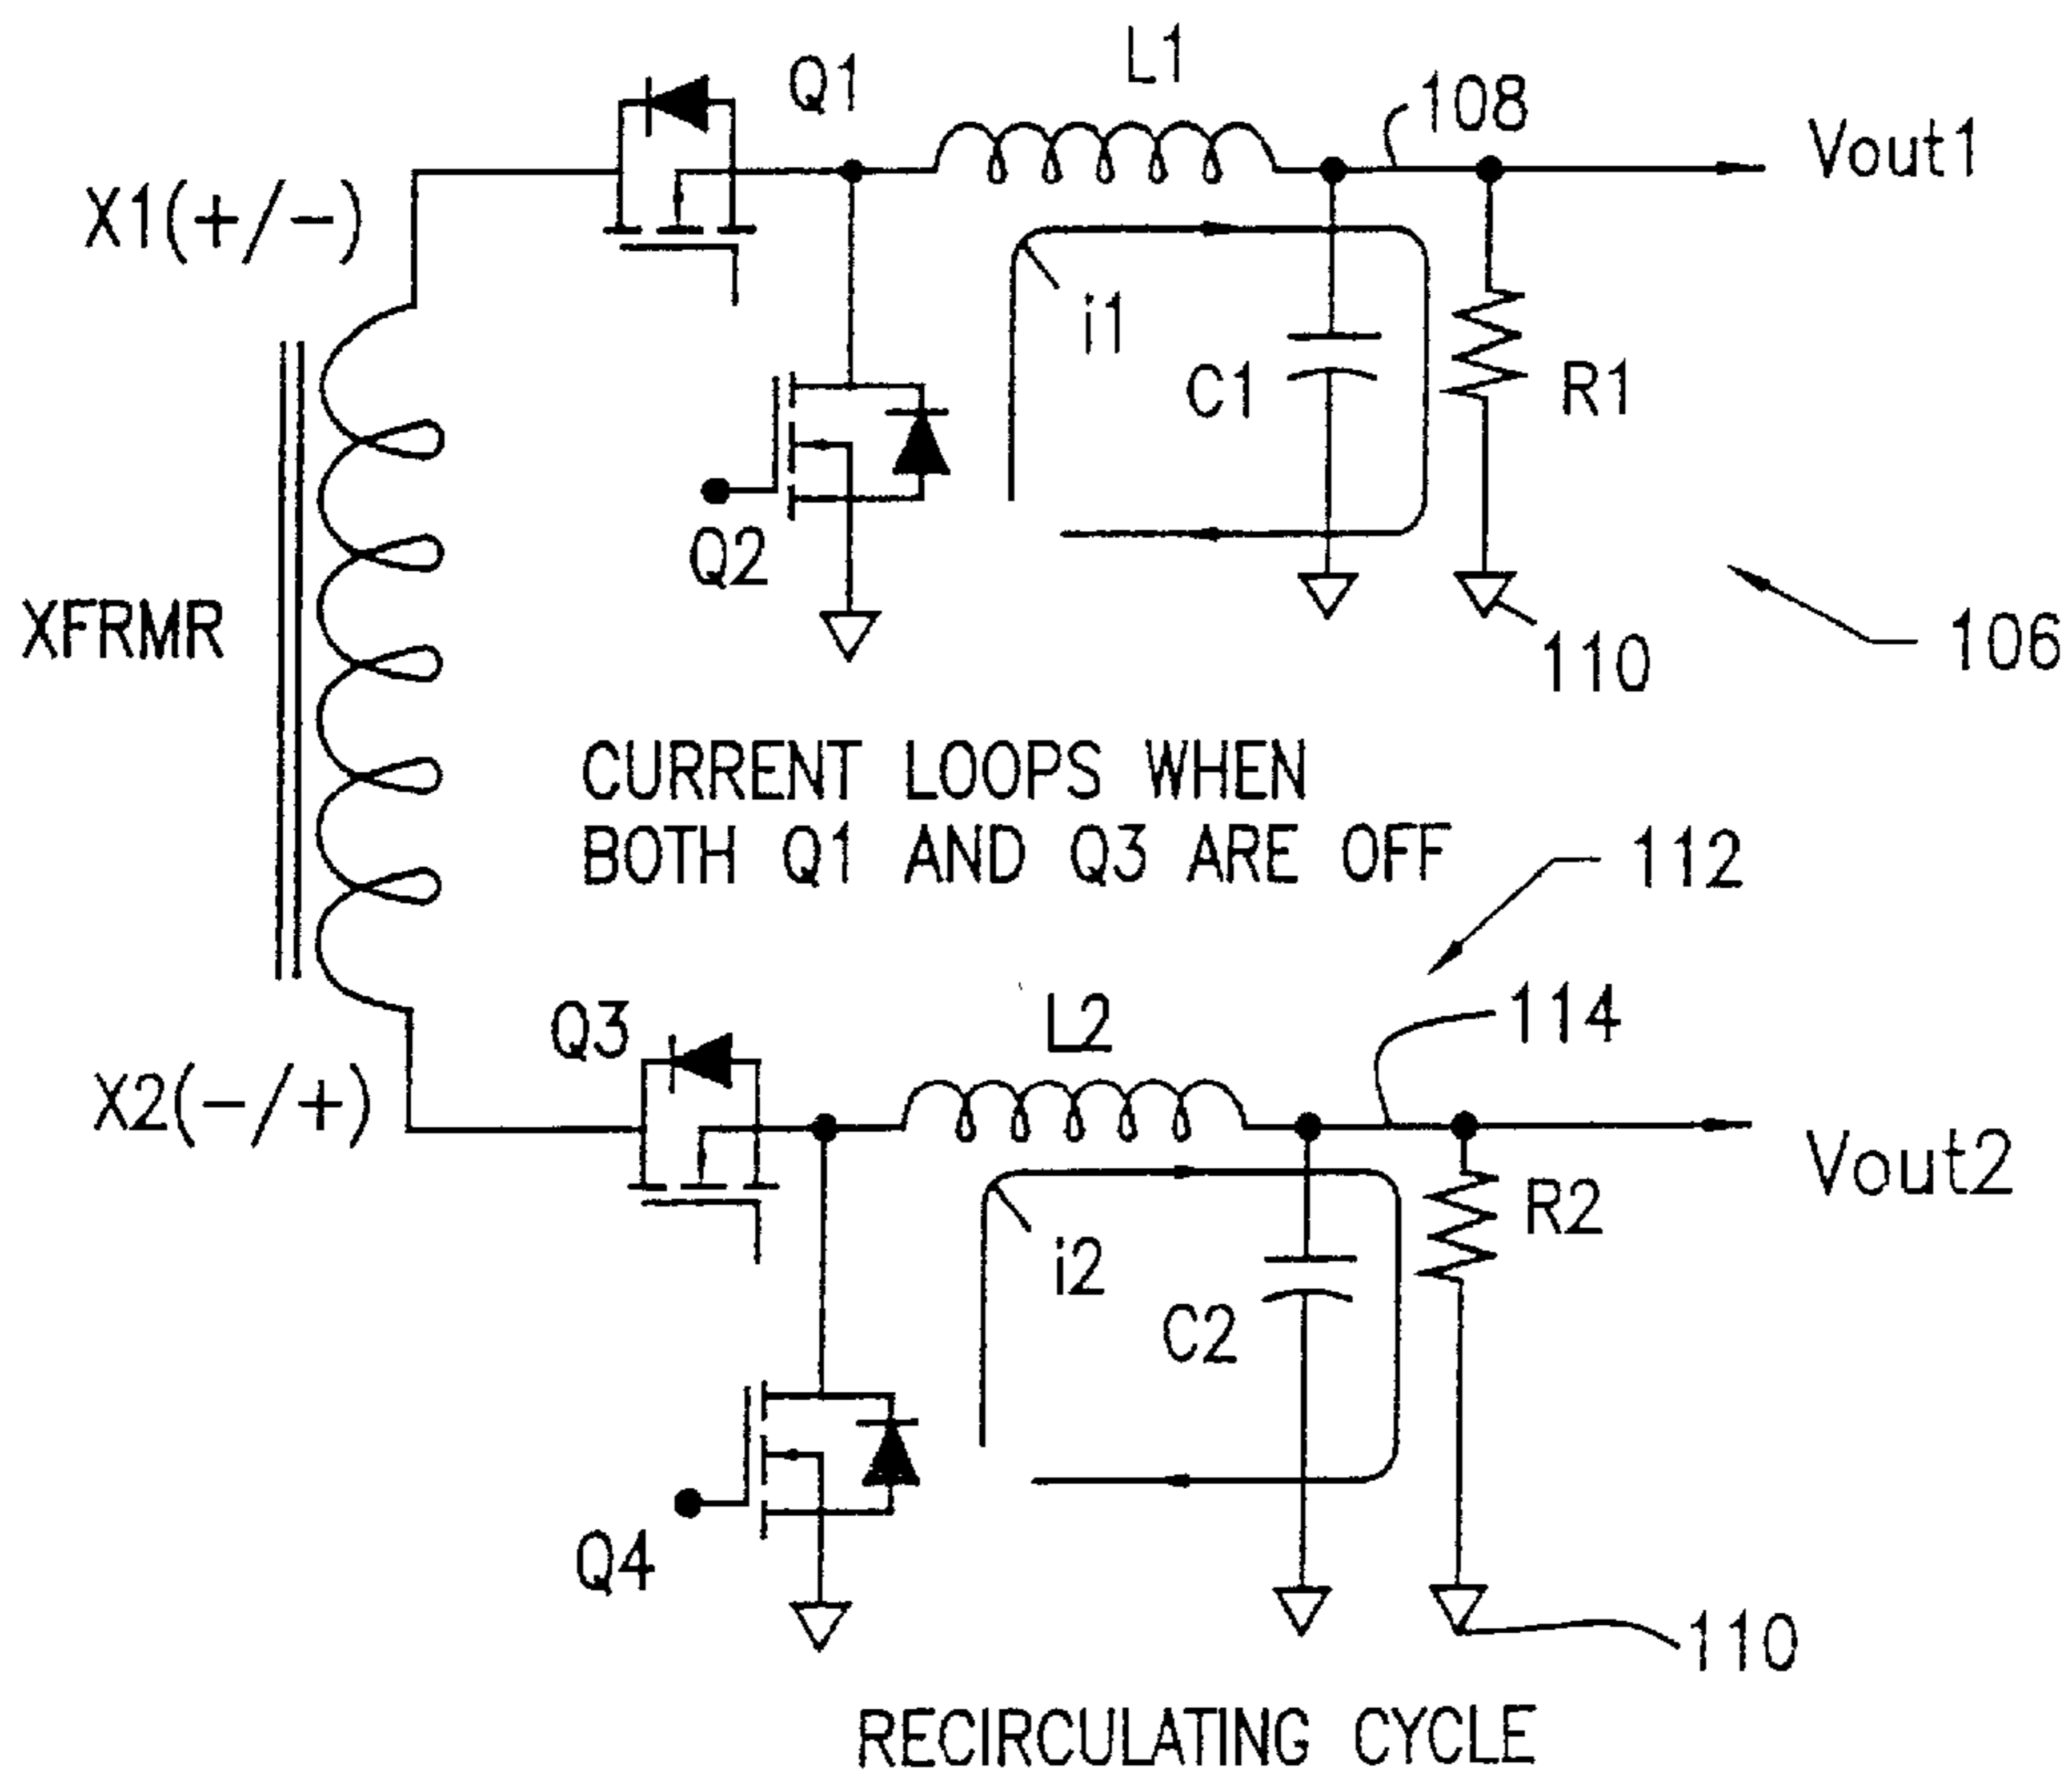 L1
Q1
108
Vout1
X1(+/-)
i1
C1
R1
Q2
XFRMR
110
106
CURRENT LOOPS WHEN
BOTH Q1 AND Q3 ARE OFF
112
L2
114
Q3
X2(-/+)
Vout2
R2
i2
C2
Q4
110
RECIRCULATING CYCLE